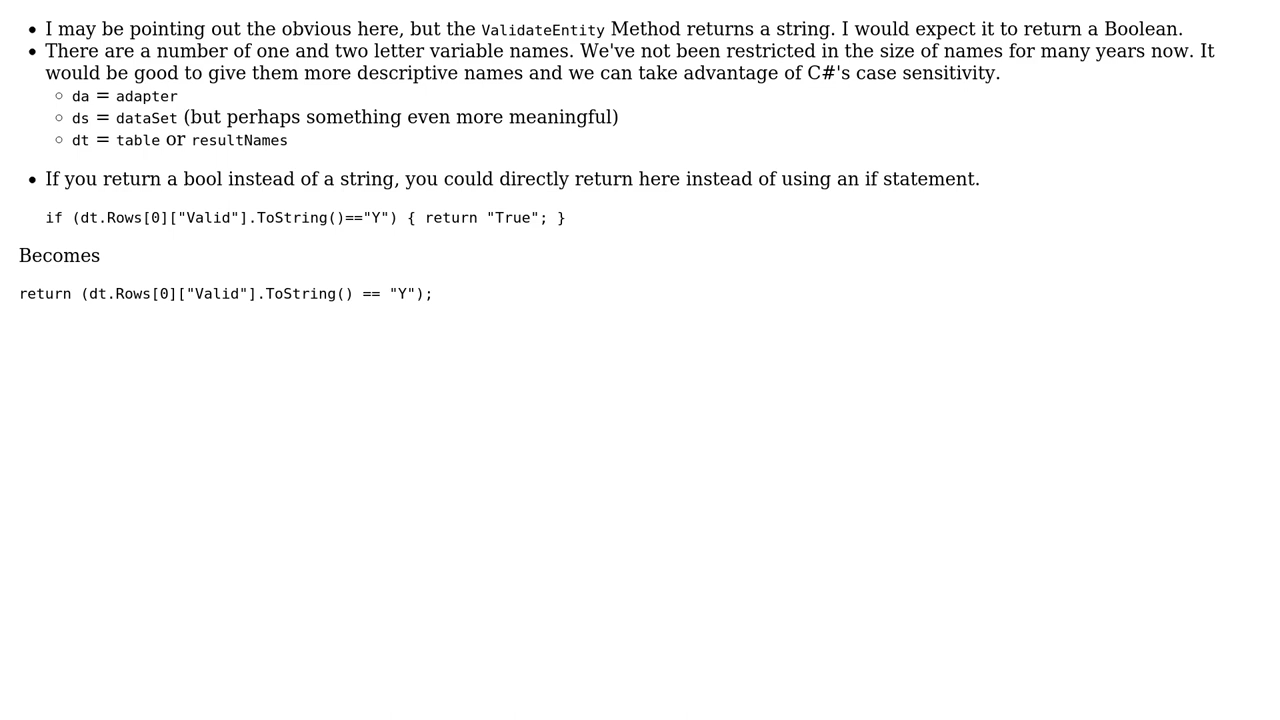 • I may be pointing out the obvious here, but the ValidateEntity Method returns a string. I would expect it to return a Boolean.
• There are a number of one and two letter variable names. We've not been restricted in the size of names for many years now. It
would be good to give them more descriptive names and we can take advantage of C#'s case sensitivity.
◦ da = adapter
◦ ds = dataSet (but perhaps something even more meaningful)
◦ dt = table or resultNames
• If you return a bool instead of a string, you could directly return here instead of using an if statement.
if (dt.Rows[0]["Valid"].ToString()=="Y") { return "True"; }
Becomes
return (dt.Rows[0]["Valid"].ToString() == "Y");